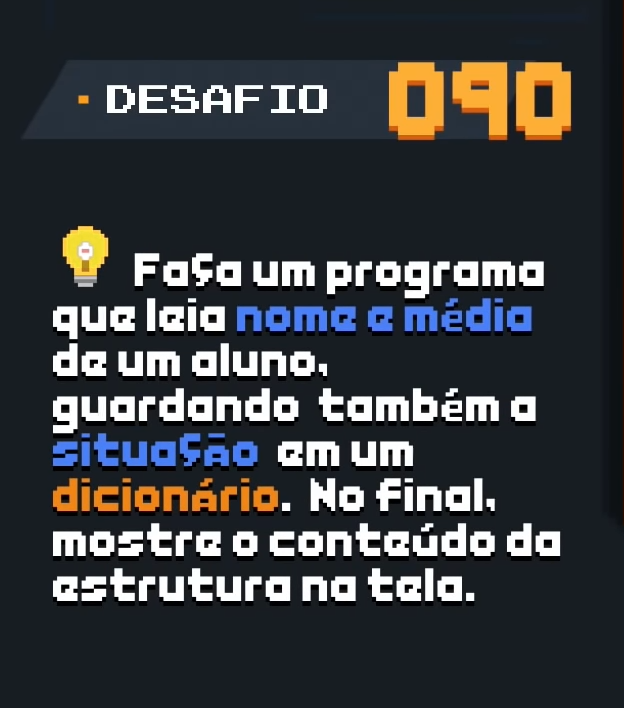 DESAFIO 090
Faça um programa
que leia nome e média
de um aluno,
guardando também a
situação em um
dicionário. No final,
mostre o conteúdo da
estrutura na tela.